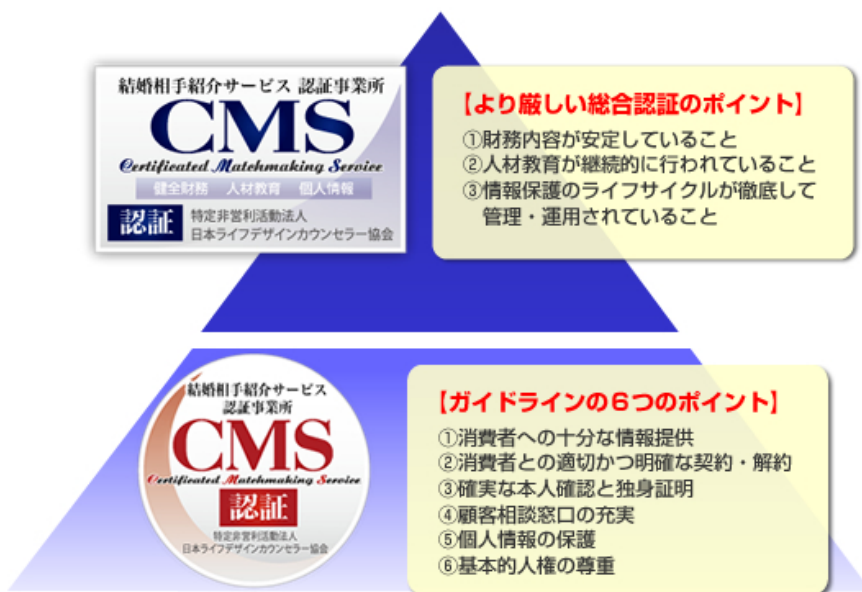 結婚相手紹介サービス 認証事業所
CMS
Certificated Matchmaking Service
健全財務 人材教育 個人情報
認証
特定非営利活動法人
日本ライフデザインカウンセラー協会
【より厳しい総合認証のポイント】
①財務内容が安定していること
②人材教育が継続的に行われていること
③情報保護のライフサイクルが徹底して
管理・運用されていること
結婚相手紹介サービス
認証事業所
CMS
Certificated Matchmaking Service
認証
特定非営利活動法人
日本ライフデザインカウンセラー協会
【ガイドラインの6つのポイント】
①消費者への十分な情報提供
②消費者との適切かつ明確な契約・解約
③確実な本人確認と独身証明
④顧客相談窓口の充実
⑤個人情報の保護
⑥基本的人権の尊重